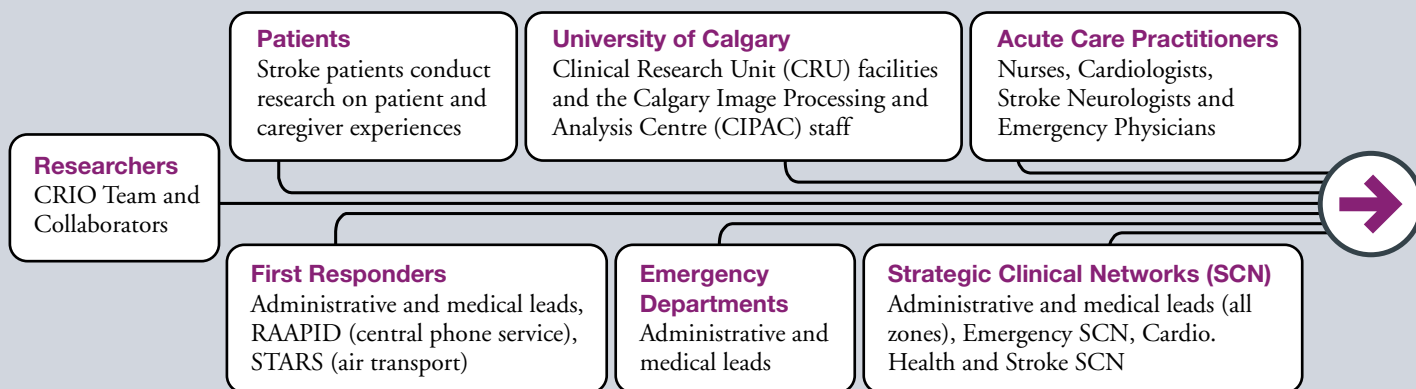 Patients
Stroke patients conduct
research on patient and
caregiver experiences
University of Calgary
Clinical Research Unit (CRU) facilities
and the Calgary Image Processing and
Analysis Centre (CIPAC) staff
Acute Care Practitioners
Nurses, Cardiologists,
Stroke Neurologists and
Emergency Physicians
Researchers
CRIO Team and
Collaborators
First Responders
Administrative and medical leads,
RAAPID (central phone service),
STARS (air transport)
Emergency
Departments
Administrative and
medical leads
Strategic Clinical Networks (SCN)
Administrative and medical leads (all
zones), Emergency SCN, Cardio.
Health and Stroke SCN